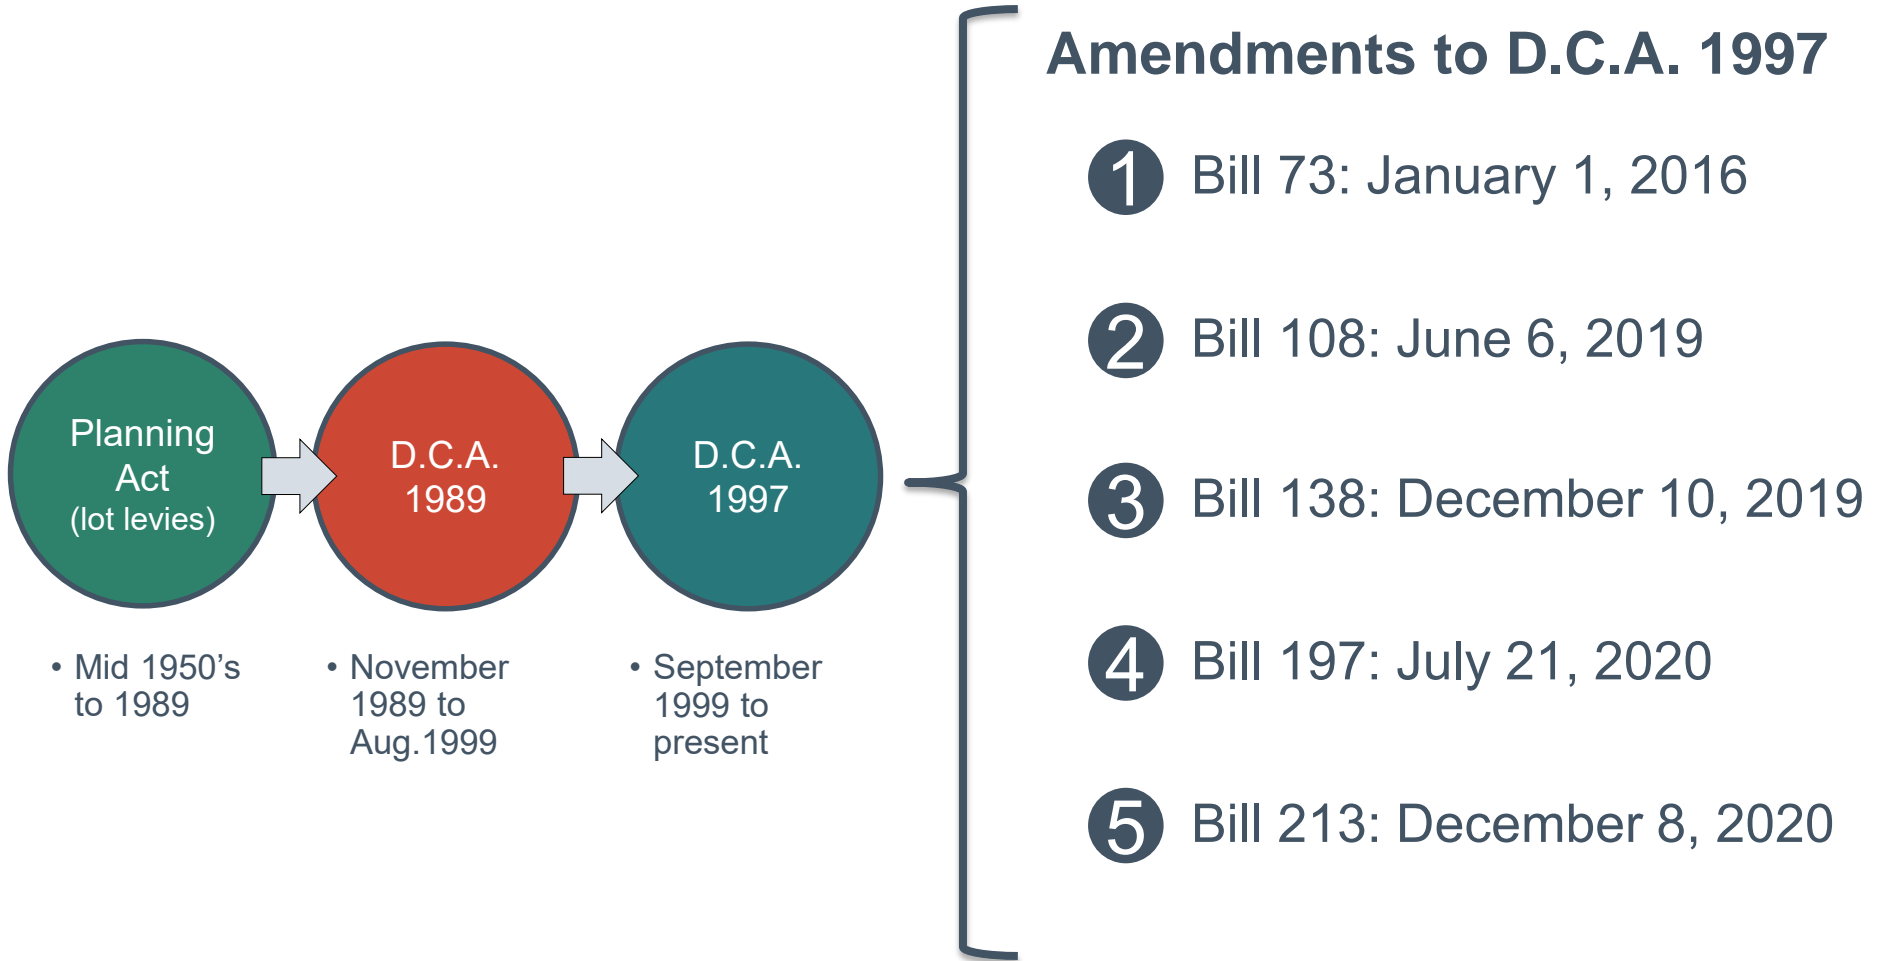 Amendments to D.C.A. 1997
1 Bill 73: January 1, 2016
2 Bill 108: June 6, 2019
3 Bill 138: December 10, 2019
4 Bill 197: July 21, 2020
5 Bill 213: December 8, 2020
Planning
Act
(lot levies)
D.C.A.
1989
D.C.A.
1997
• Mid 1950's
to 1989
• November
1989 to
Aug.1999
• September
1999 to
present